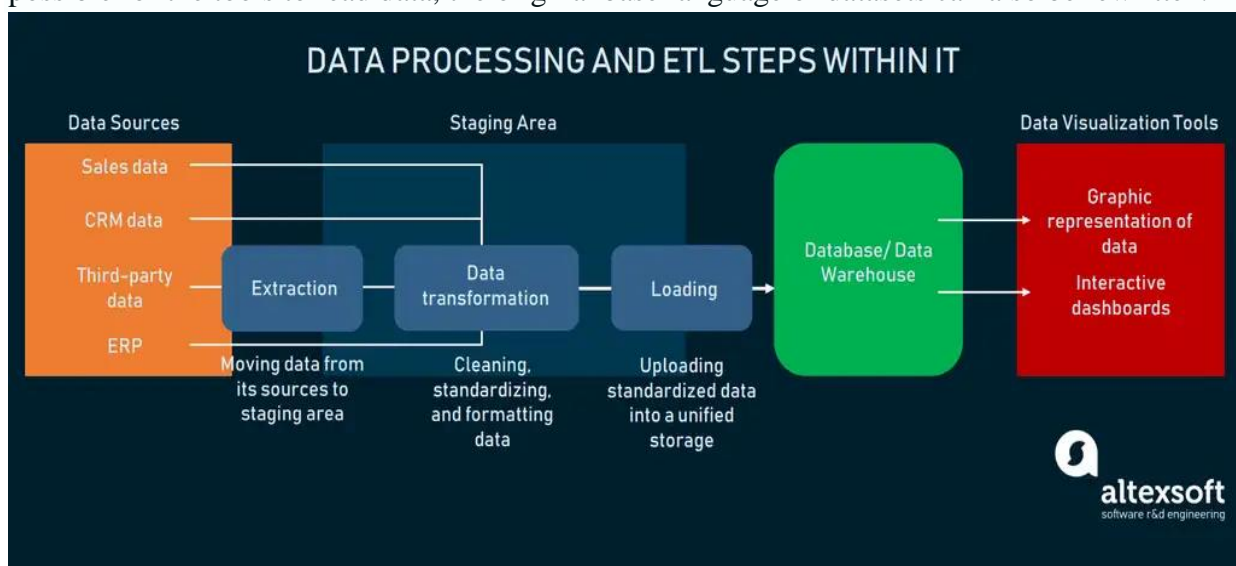 DATA PROCESSING AND ETL STEPS WITHIN IT
Data Sources
Staging Area
Data Visualization Tools
Sales data
CRM data
Third-party
data
ERP
Extraction
Data
transformation
Loading
Database/ Data
Warehouse
Graphic
representation of
data
Interactive
dashboards
Moving data from
its sources to
staging area
Cleaning,
standardizing,
and formatting
data
Uploading
standardized data
into a unified
storage
altexsoft
software r&d engineering